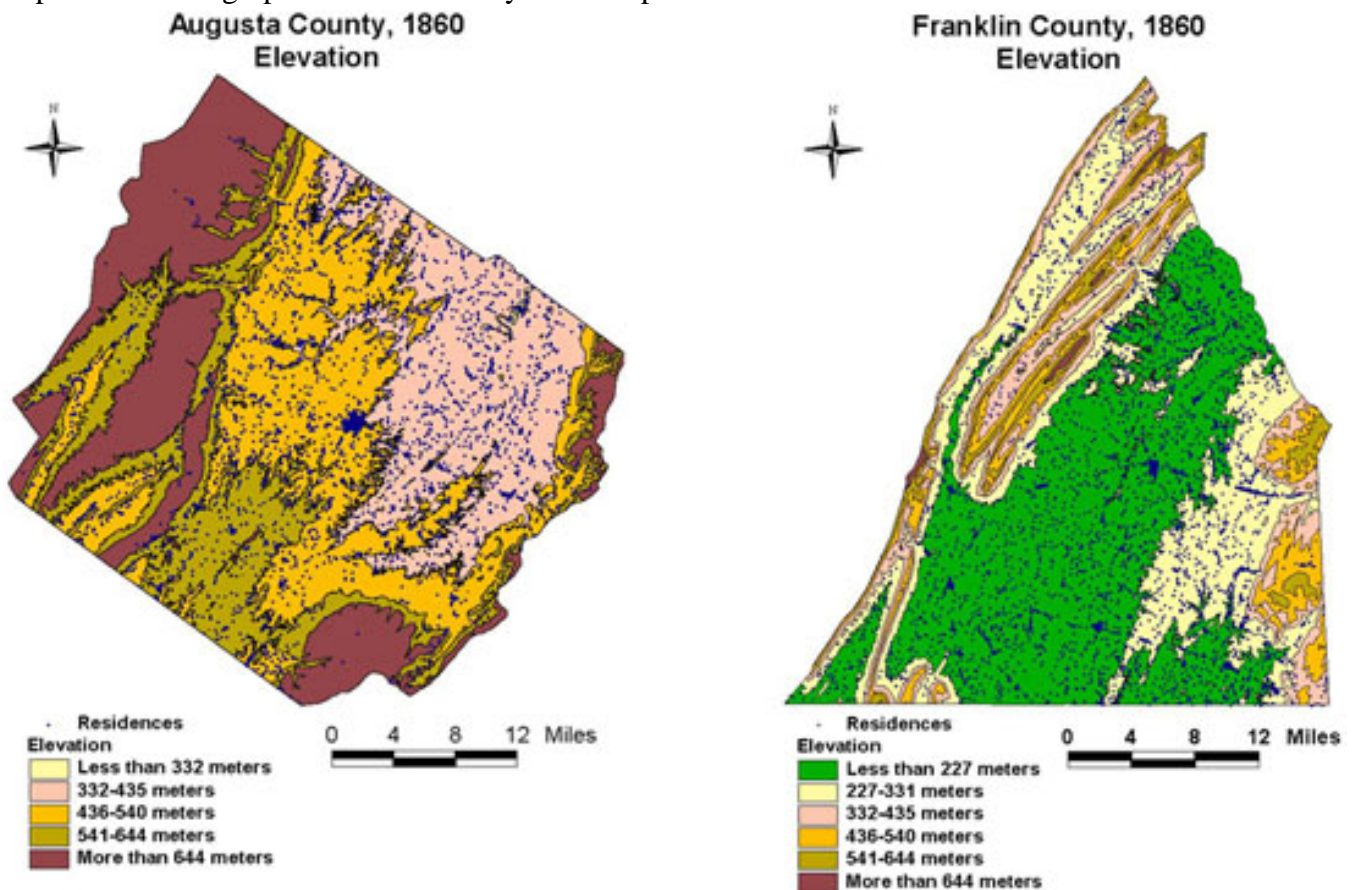 Augusta County, 1860
Elevation
N
Residences
Elevation
Less than 332 meters
332-435 meters
436-540 meters
541-644 meters
More than 644 meters
0 4 8 12 Miles
Franklin County, 1860
Elevation
N
Residences
Elevation
Less than 227 meters
227-331 meters
332-435 meters
436-540 meters
541-644 meters
More than 644 meters
0 4 8 12 Miles